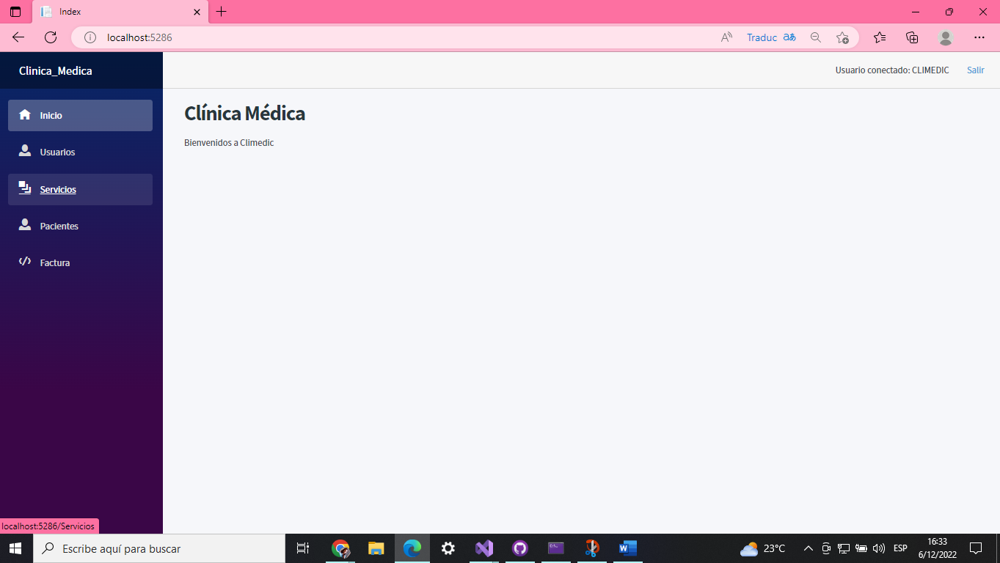 Index
localhost:5286
Traduc
Clinica_Medica
Usuario conectado: CLIMEDIC
Salir
Inicio
Usuarios
Servicios
Pacientes
Factura
Clínica Médica
Bienvenidos a Climedic
localhost:5286/Servicios
Escribe aquí para buscar
23°C
ESP
16:33
6/12/2022